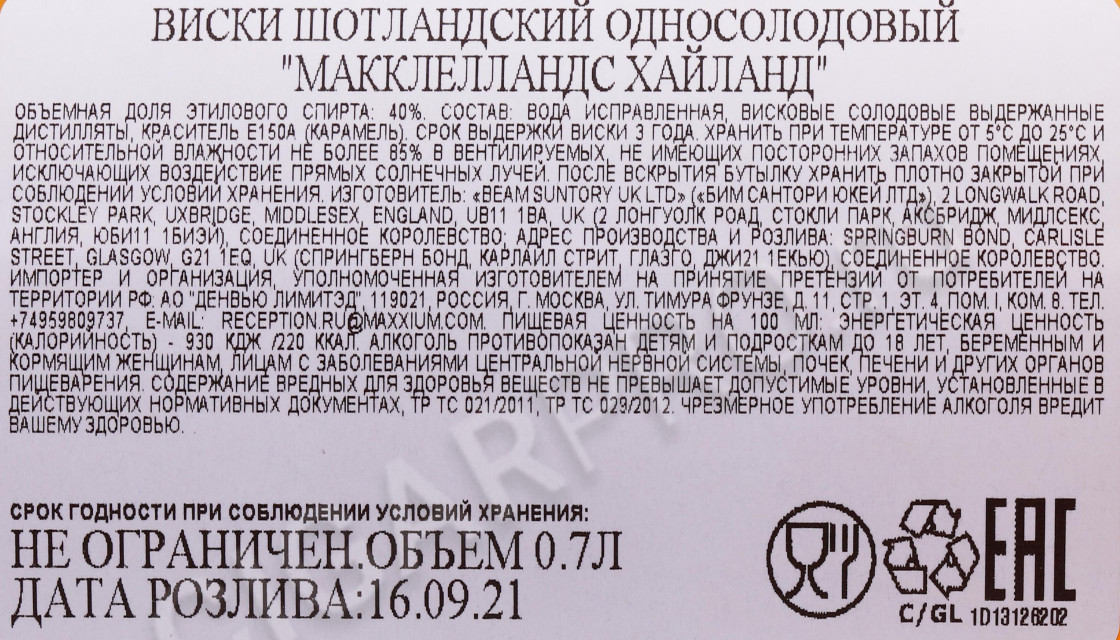 ВИСКИ ШОТЛАНДСКИЙ ОДНОСОЛОДОВЫЙ
"МАККЛЕЛЛАНДС ХАЙЛАНД"
ОБЪЕМНАЯ ДОЛЯ ЭТИЛОВОГО СПИРТА: 40%. СОСТАВ: ВОДА ИСПРАВЛЕННАЯ, ВИСКОВЫЕ СОЛОДОВЫЕ ВЫДЕРЖАННЫЕ
ДИСТИЛЛЯТЫ, КРАСИТЕЛЬ Е150А (КАРАМЕЛЬ). СРОК ВЫДЕРЖКИ ВИСКИ 3 ГОДА. ХРАНИТЬ ПРИ ТЕМПЕРАТУРЕ ОТ 5°С ДО 25°С И
ОТНОСИТЕЛЬНОЙ ВЛАЖНОСТИ НЕ БОЛЕЕ 85% В ВЕНТИЛИРУЕМЫХ, НЕ ИМЕЮЩИХ ПОСТОРОННИХ ЗАПАХОВ ПОМЕЩЕНИЯХ,
ИСКЛЮЧАЮЩИХ ВОЗДЕЙСТВИЕ ПРЯМЫХ СОЛНЕЧНЫХ ЛУЧЕЙ. ПОСЛЕ ВСКРЫТИЯ БУТЫЛКУ ХРАНИТЬ ПЛОТНО ЗАКРЫТОЙ ПРИ
СОБЛЮДЕНИИ УСЛОВИЙ ХРАНЕНИЯ. ИЗГОТОВИТЕЛЬ: «BEAM SUNTORY UK LTD» («БИМ САНТОРИ ЮКЕЙ ЛТД»), 2 LONGWALK ROAD,
STOCKLEY PARK, UXBRIDGE, MIDDLESEX, ENGLAND, UB11 1BA, UK (2 ЛОНГУОЛК РОАД, СТОКЛИ ПАРК, АКСБРИДЖ, МИДЛСЕКС,
АНГЛИЯ, ЮБИ11 1БИЭИ), СОЕДИНЕННОЕ КОРОЛЕВСТВО; АДРЕС ПРОИЗВОДСТВА И РОЗЛИВА: SPRINGBURN BOND, CARLISLE
STREET, GLASGOW, G21 1EQ, UK (СПРИНГБЕРН БОНД, КАРЛАЙЛ СТРИТ, ГЛАЗГО, ДЖИ21 1ЕКЬЮ), СОЕДИНЕННОЕ КОРОЛЕВСТВО.
ИМПОРТЕР И ОРГАНИЗАЦИЯ, УПОЛНОМОЧЕННАЯ ИЗГОТОВИТЕЛЕМ НА ПРИНЯТИЕ ПРЕТЕНЗИЙ ОТ ПОТРЕБИТЕЛЕЙ НА
ТЕРРИТОРИИ РФ: АО "ДЕНВЬЮ ЛИМИТЭД", 119021, РОССИЯ, Г. МОСКВА, УЛ. ТИМУРА ФРУНЗЕ, Д. 11, СТР. 1, ЭТ. 4, ПОМ. I, КОМ. 8. ТЕЛ.
+74959809737, E-MAIL: RECEPTION.RU@MAXXIUM.COM. ПИЩЕВАЯ ЦЕННОСТЬ НА 100 МЛ: ЭНЕРГЕТИЧЕСКАЯ ЦЕННОСТЬ
(КАЛОРИЙНОСТЬ) - 930 КДЖ /220 ККАЛ. АЛКОГОЛЬ ПРОТИВОПОКАЗАН ДЕТЯМ И ПОДРОСТКАМ ДО 18 ЛЕТ, БЕРЕМЕННЫМ И
КОРМЯЩИМ ЖЕНЩИНАМ, ЛИЦАМ С ЗАБОЛЕВАНИЯМИ ЦЕНТРАЛЬНОЙ НЕРВНОЙ СИСТЕМЫ, ПОЧЕК, ПЕЧЕНИ И ДРУГИХ ОРГАНОВ
ПИЩЕВАРЕНИЯ. СОДЕРЖАНИЕ ВРЕДНЫХ ДЛЯ ЗДОРОВЬЯ ВЕЩЕСТВ НЕ ПРЕВЫШАЕТ ДОПУСТИМЫЕ УРОВНИ, УСТАНОВЛЕННЫЕ В
ДЕЙСТВУЮЩИХ НОРМАТИВНЫХ ДОКУМЕНТАХ, ТР ТС 021/2011, ТР ТС 029/2012. ЧРЕЗМЕРНОЕ УПОТРЕБЛЕНИЕ АЛКОГОЛЯ ВРЕДИТ
ВАШЕМУ ЗДОРОВЬЮ.
СРОК ГОДНОСТИ ПРИ СОБЛЮДЕНИИ УСЛОВИЙ ХРАНЕНИЯ:
НЕ ОГРАНИЧЕН.ОБЪЕМ 0.7Л
ДАТА РОЗЛИВА:16.09.21
EAC
C/GL 1D13126202